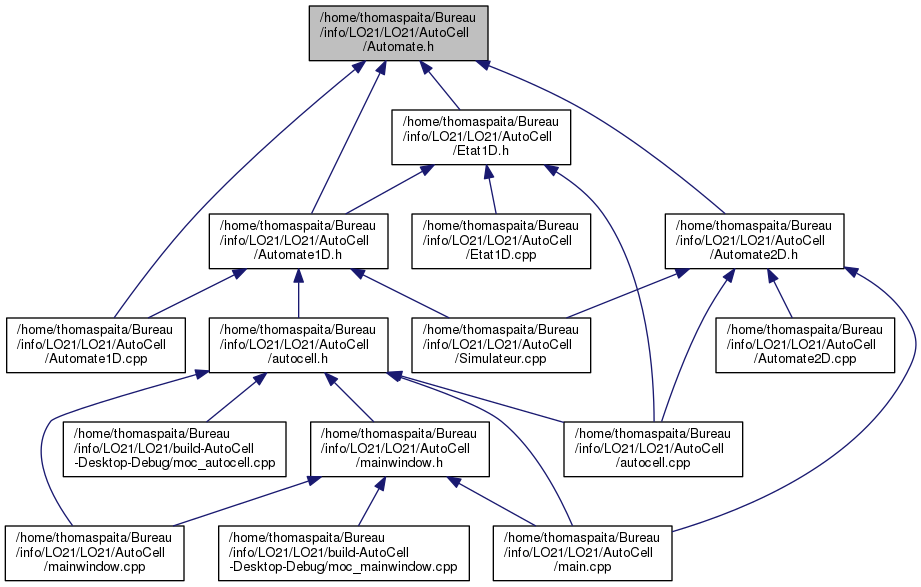 /home/thomaspaita/Bureau
/info/LO21/LO21/AutoCell
/Automate.h
/home/thomaspaita/Bureau
/info/LO21/LO21/AutoCell
/Etat1D.h
/home/thomaspaita/Bureau
/info/LO21/LO21/AutoCell
/Automate1D.h
/home/thomaspaita/Bureau
/info/LO21/LO21/AutoCell
/Etat1D.cpp
/home/thomaspaita/Bureau
/info/LO21/LO21/AutoCell
/Automate2D.h
/home/thomaspaita/Bureau
/info/LO21/LO21/AutoCell
/Automate1D.cpp
/home/thomaspaita/Bureau
/info/LO21/LO21/AutoCell
/autocell.h
/home/thomaspaita/Bureau
/info/LO21/LO21/AutoCell
/Simulateur.cpp
/home/thomaspaita/Bureau
/info/LO21/LO21/AutoCell
/Automate2D.cpp
/home/thomaspaita/Bureau
/info/LO21/LO21/build-AutoCell
-Desktop-Debug/moc_autocell.cpp
/home/thomaspaita/Bureau
/info/LO21/LO21/AutoCell
/mainwindow.h
/home/thomaspaita/Bureau
/info/LO21/LO21/AutoCell
/autocell.cpp
/home/thomaspaita/Bureau
/info/LO21/LO21/AutoCell
/mainwindow.cpp
/home/thomaspaita/Bureau
/info/LO21/LO21/build-AutoCell
-Desktop-Debug/moc_mainwindow.cpp
/home/thomaspaita/Bureau
/info/LO21/LO21/AutoCell
/main.cpp